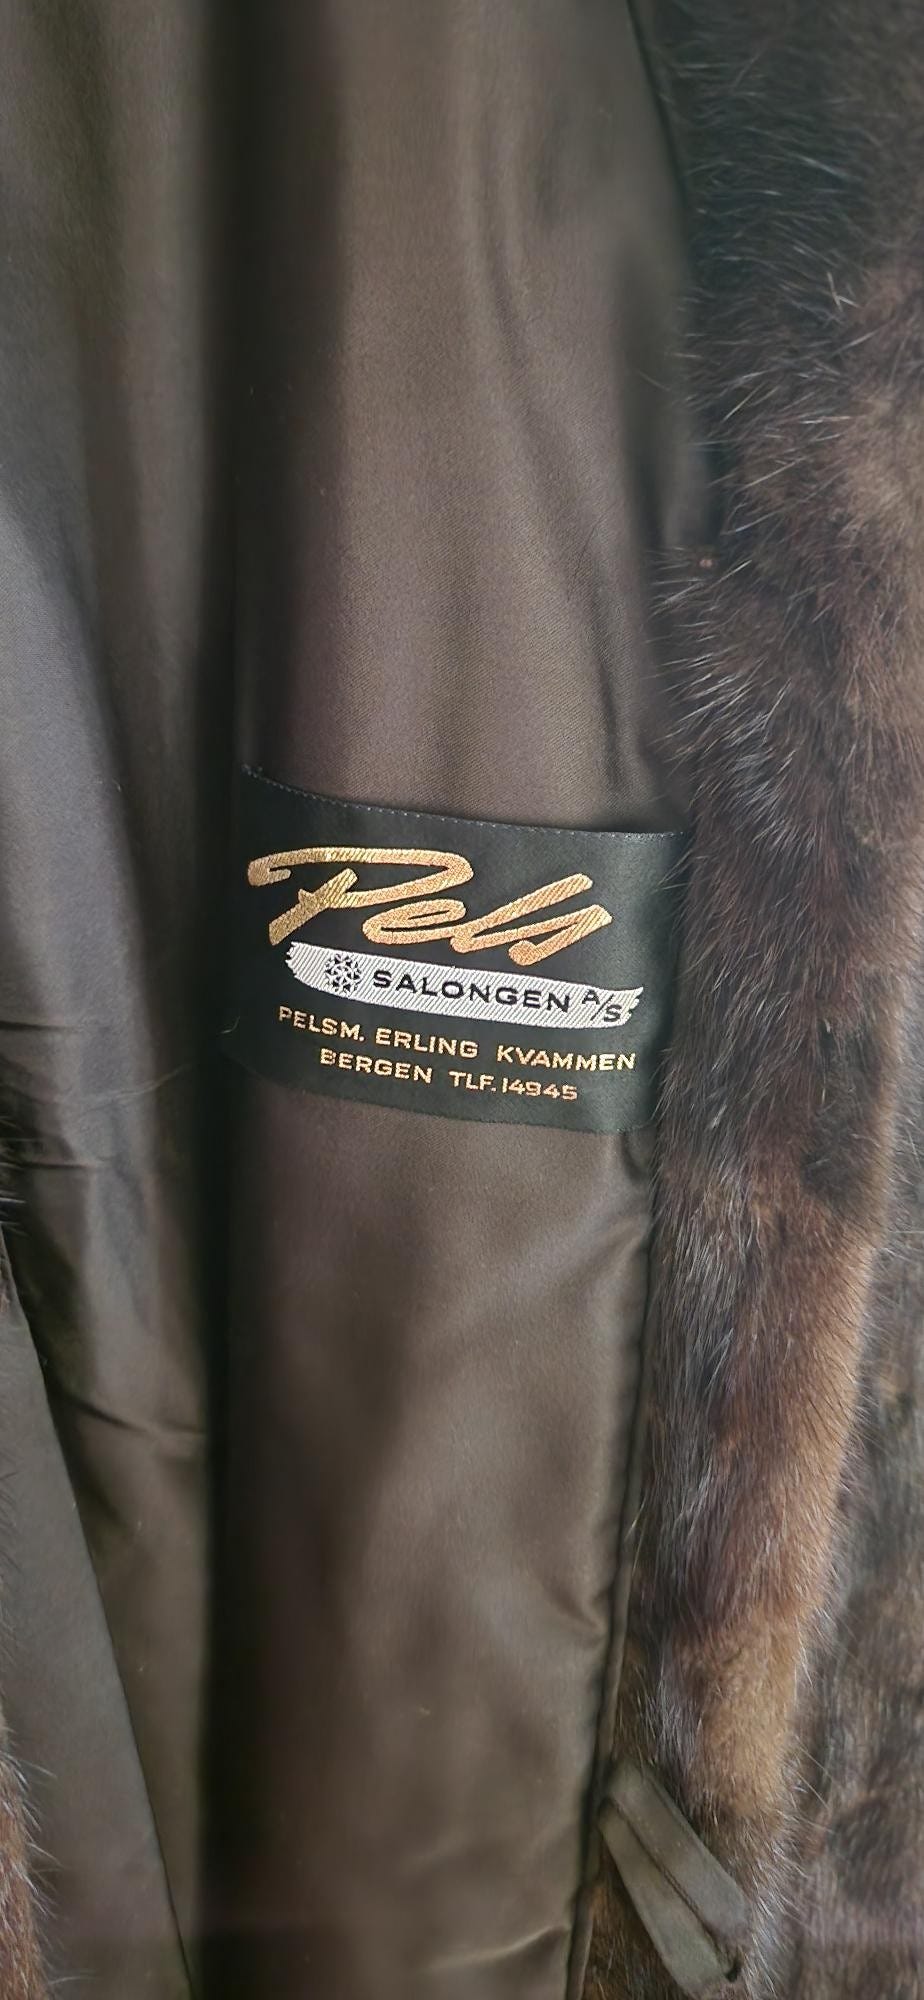 Pels
SALONGEN A/S
PELSM. ERLING KVAMMEN
BERGEN TLF. 14945